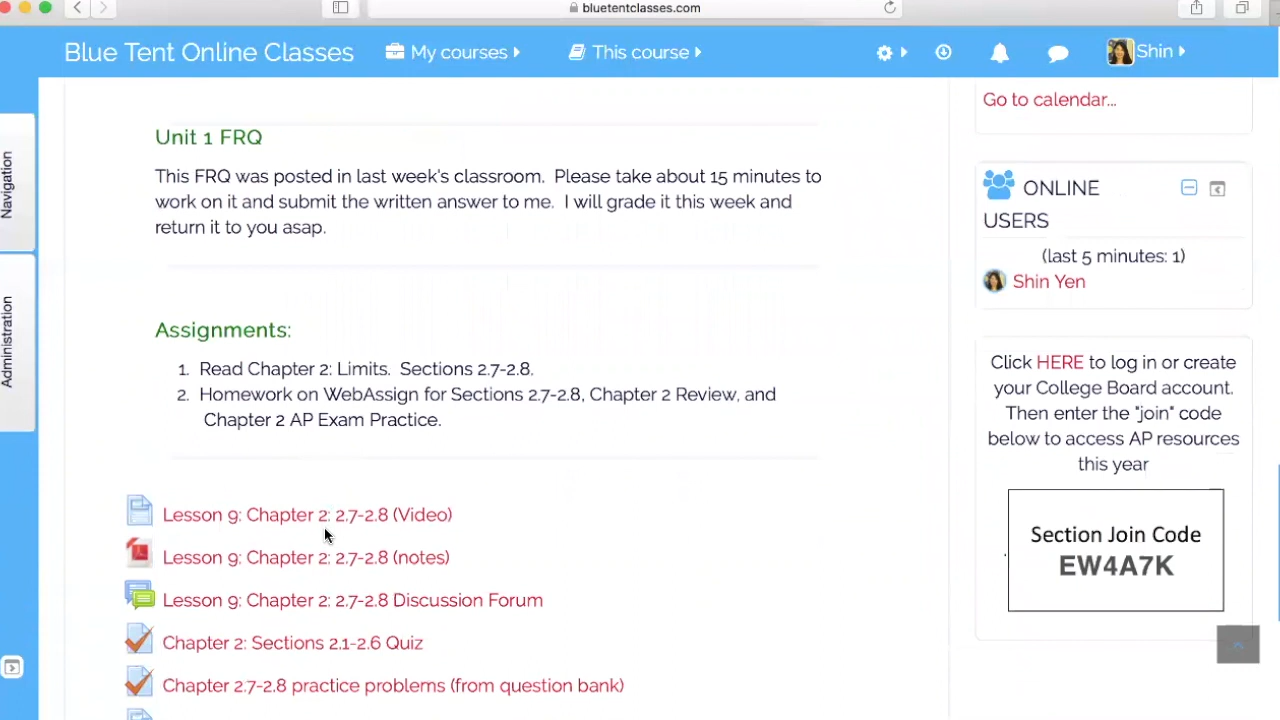 bluetentclasses.com
Blue Tent Online Classes
My courses
This course
Shin
Navigation
Administration
Unit 1 FRQ
This FRQ was posted in last week's classroom. Please take about 15 minutes to
work on it and submit the written answer to me. I will grade it this week and
return it to you asap.
Assignments:
1. Read Chapter 2: Limits. Sections 2.7-2.8.
2. Homework on WebAssign for Sections 2.7-2.8, Chapter 2 Review, and
Chapter 2 AP Exam Practice.
Lesson 9: Chapter 2: 2.7-2.8 (Video)
Lesson 9: Chapter 2: 2.7-2.8 (notes)
Lesson 9: Chapter 2: 2.7-2.8 Discussion Forum
Chapter 2: Sections 2.1-2.6 Quiz
Chapter 2.7-2.8 practice problems (from question bank)
Go to calendar...
ONLINE
USERS
(last 5 minutes: 1)
Shin Yen
Click HERE to log in or create
your College Board account.
Then enter the "join" code
below to access AP resources
this year
Section Join Code
EW4A7K